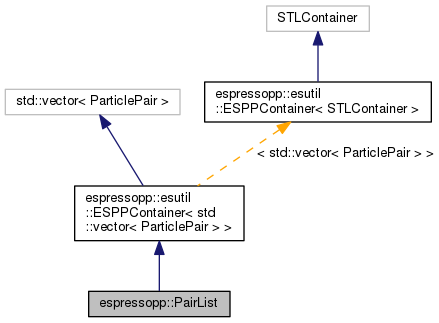 STLContainer
std::vector< ParticlePair >
espressopp::esutil
::ESPPContainer< STLContainer >
< std::vector< ParticlePair > >
espressopp::esutil
::ESPPContainer< std
::vector< ParticlePair > >
espressopp::PairList